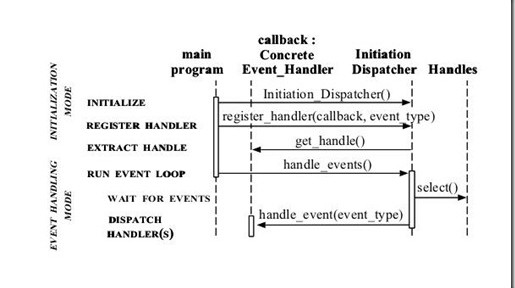 callback :
main Concrete Initiation
program Event_Handler Dispatcher Handles
INITIALIZATION
MODE
INITIALIZE Initiation_Dispatcher()
REGISTER HANDLER register_handler(callback, event_type)
EXTRACT HANDLE get_handle()
EVENT HANDLING
MODE
RUN EVENT LOOP handle_events()
WAIT FOR EVENTS select()
DISPATCH handle_event(event_type)
HANDLER(S)